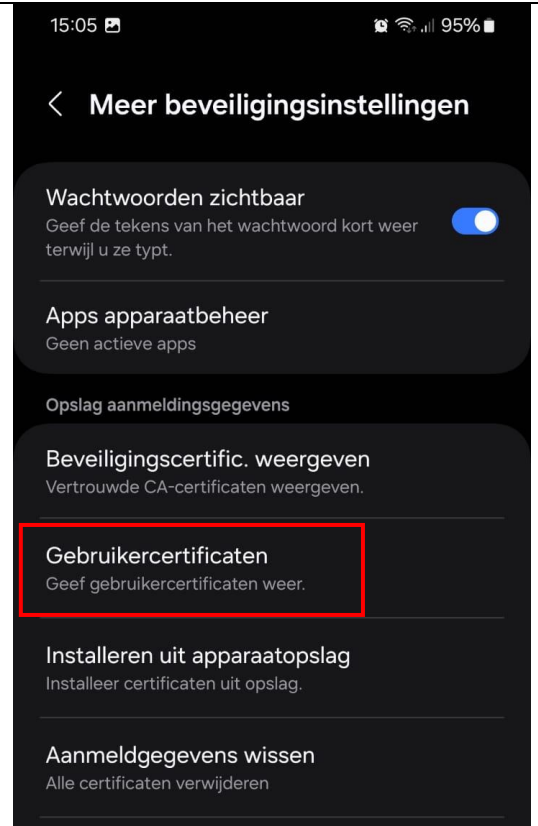 15:05 95%
Meer beveiligingsinstellingen
Wachtwoorden zichtbaar
Geef de tekens van het wachtwoord kort weer
terwijl u ze typt.
Apps apparaatbeheer
Geen actieve apps
Opslag aanmeldingsgegevens
Beveiligingscertific. weergeven
Vertrouwde CA-certificaten weergeven.
Gebruikercertificaten
Geef gebruikercertificaten weer.
Installeren uit apparaatopslag
Installeer certificaten uit opslag.
Aanmeldgegevens wissen
Alle certificaten verwijderen